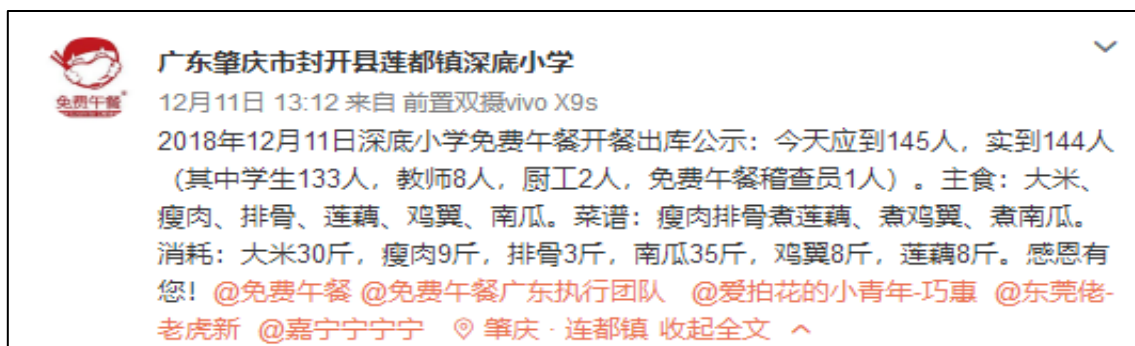 广东肇庆市封开县莲都镇深底小学
免费午餐
12月11日 13:12 来自 前置双摄vivo X9s
2018年12月11日深底小学免费午餐开餐出库公示：今天应到145人，实到144人
（其中学生133人，教师8人，厨工2人，免费午餐稽查员1人）。主食：大米、
瘦肉、排骨、莲藕、鸡翼、南瓜。菜谱：瘦肉排骨煮莲藕、煮鸡翼、煮南瓜。
消耗：大米30斤，瘦肉9斤，排骨3斤，南瓜35斤，鸡翼8斤，莲藕8斤。感恩有
您！@免费午餐 @免费午餐广东执行团队 @爱拍花的小青年-巧惠 @东莞佬-
老虎新 @嘉宁宁宁宁 肇庆 · 连都镇 收起全文